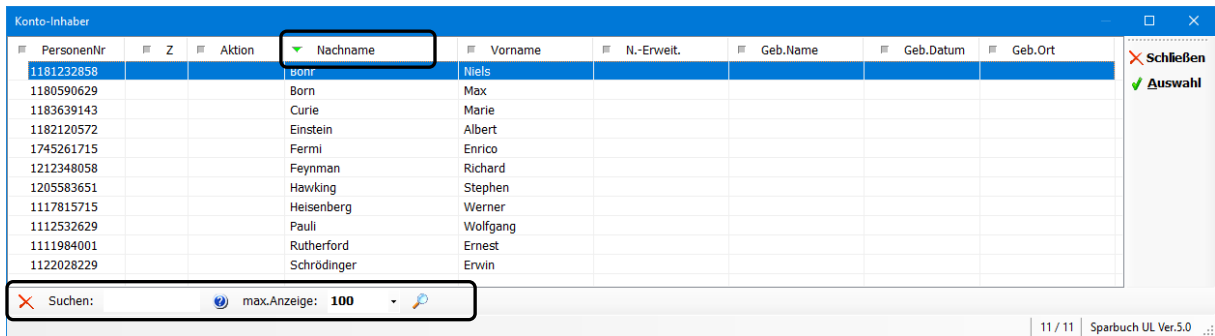 Konto-Inhaber
PersonenNr Z Aktion Nachname Vorname N.-Erweit. Geb.Name Geb.Datum Geb.Ort
Schließen
1181232858 Bohr Niels
Auswahl
1180590629 Born Max
1183639143 Curie Marie
1182120572 Einstein Albert
1745261715 Fermi Enrico
1212348058 Feynman Richard
1205583651 Hawking Stephen
1117815715 Heisenberg Werner
1112532629 Pauli Wolfgang
1111984001 Rutherford Ernest
1122028229 Schrödinger Erwin
Suchen: max.Anzeige: 100
11 / 11 Sparbuch UL Ver.5.0